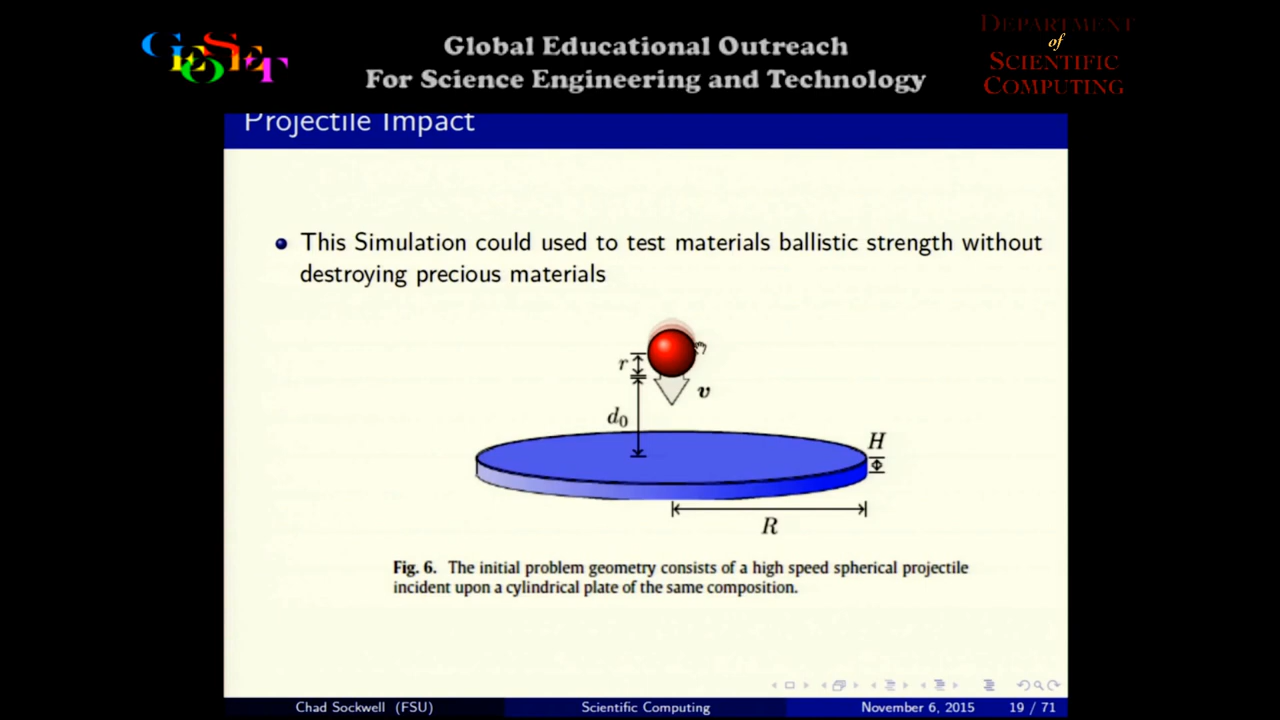 GEOSET
Global Educational Outreach
For Science Engineering and Technology
DEPARTMENT
of
SCIENTIFIC
COMPUTING
Projectile Impact
This Simulation could used to test materials ballistic strength without
destroying precious materials
r
v
d0
H
R
Fig. 6. The initial problem geometry consists of a high speed spherical projectile
incident upon a cylindrical plate of the same composition.
Chad Sockwell (FSU) Scientific Computing November 6, 2015 19 / 71